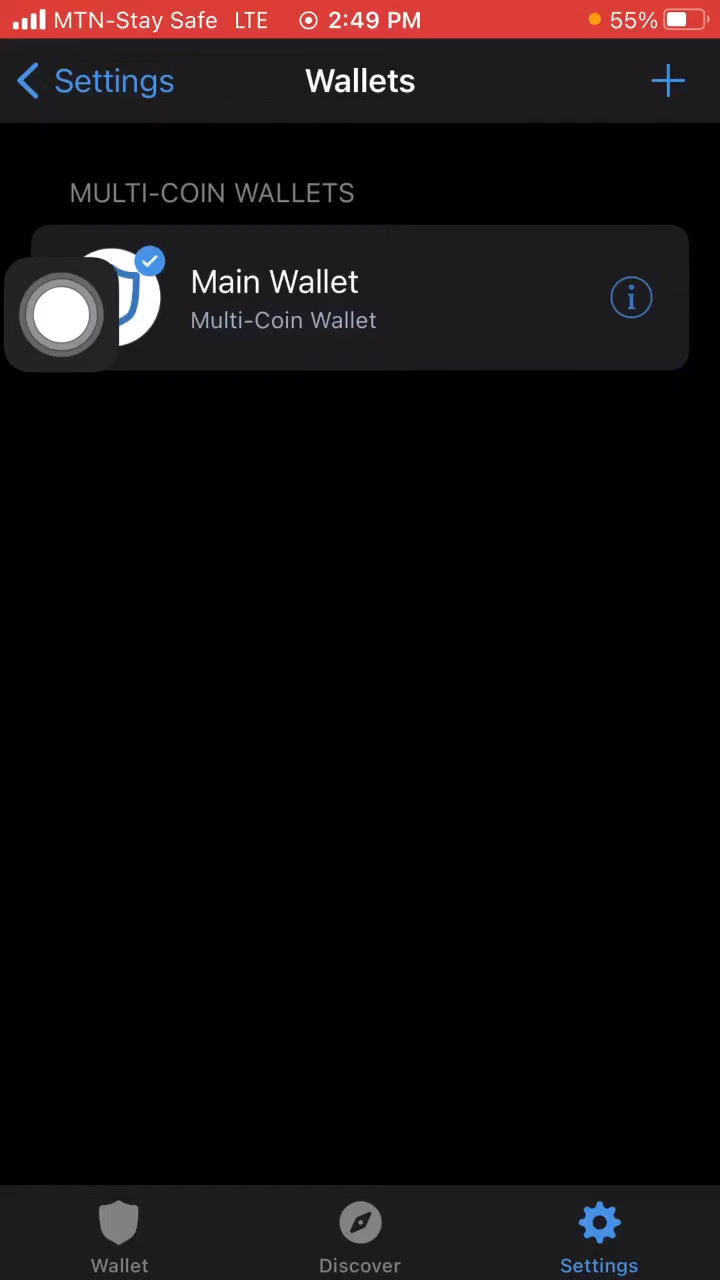 MTN-Stay Safe LTE 2:49 PM 55%
Settings Wallets
MULTI-COIN WALLETS
Main Wallet
Multi-Coin Wallet
Wallet Discover Settings